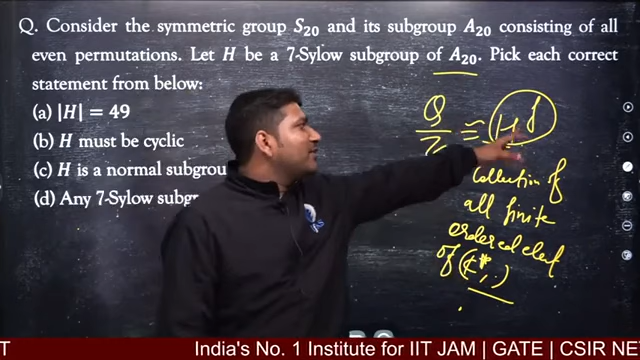 Q. Consider the symmetric group S₂₀ and its subgroup A₂₀ consisting of all
even permutations. Let H be a 7-Sylow subgroup of A₂₀. Pick each correct
statement from below:
(a) |H| = 49
(b) H must be cyclic
(c) H is a normal subgrou
(d) Any 7-Sylow subg
Q/Z ≅
collection of
all finite
ordered elet
of (ℂ*, ·)
T India's No. 1 Institute for IIT JAM | GATE | CSIR NE